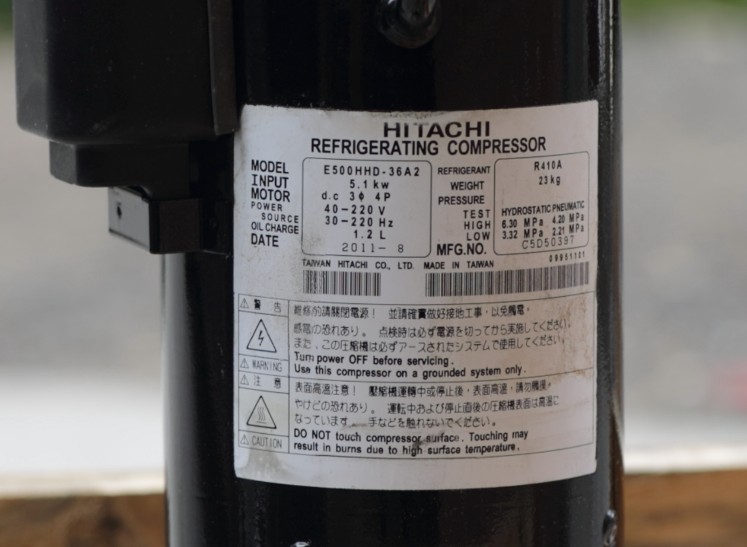 HITACHI
REFRIGERATING COMPRESSOR
MODEL E500HHD-36A2
INPUT 5.1 kw
MOTOR d.c 3ϕ 4P
POWER SOURCE 40-220 V
30-220 Hz
OIL CHARGE 1.2 L
DATE 2011-8
REFRIGERANT R410A
WEIGHT 23 kg
PRESSURE
TEST HYDROSTATIC PNEUMATIC
HIGH 6.30 MPa 4.20 MPa
LOW 3.32 MPa 2.21 MPa
MFG.NO. C5D50397
TAIWAN HITACHI CO., LTD. MADE IN TAIWAN
09951101
⚠ 警 告
維修前請關閉電源! 並請確實做好接地工事,以免觸電。
感電の恐れあり。 点検時は必ず電源を切ってから実施してください。
また、この圧縮機は必ずアースされたシステムで使用してください。
⚠ WARNING
Turn power OFF before servicing.
Use this compressor on a grounded system only.
⚠ 注 意
表面高溫注意! 壓縮機運轉中或停止後,表面高溫,請勿觸摸。
やけどの恐れあり。 運転中および停止直後の圧縮機表面は高温に
なっています。手などを触れないでください。
⚠ CAUTION
DO NOT touch compressor surface. Touching may
result in burns due to high surface temperature.